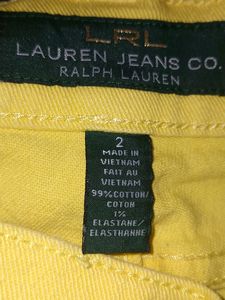 LRL
LAUREN JEANS CO.
RALPH LAUREN
2
MADE IN
VIETNAM
FAIT AU
VIETNAM
99% COTTON/
COTON
1%
ELASTANE/
ELASTHANNE